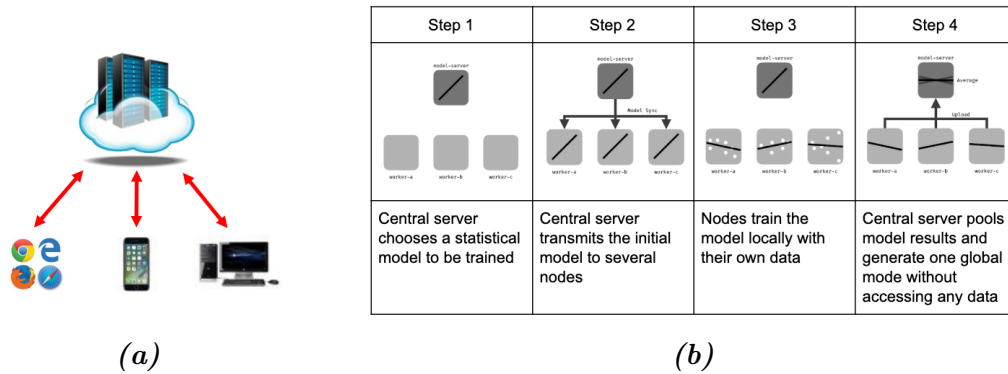 Step 1
Step 2
Step 3
Step 4
model-server
worker-a worker-b worker-c
model-server
Model Sync
worker-a worker-b worker-c
model-server
worker-a worker-b worker-c
model-server
Average
Upload
worker-a worker-b worker-c
Central server
chooses a statistical
model to be trained
Central server
transmits the initial
model to several
nodes
Nodes train the
model locally with
their own data
Central server pools
model results and
generate one global
mode without
accessing any data
(a)
(b)